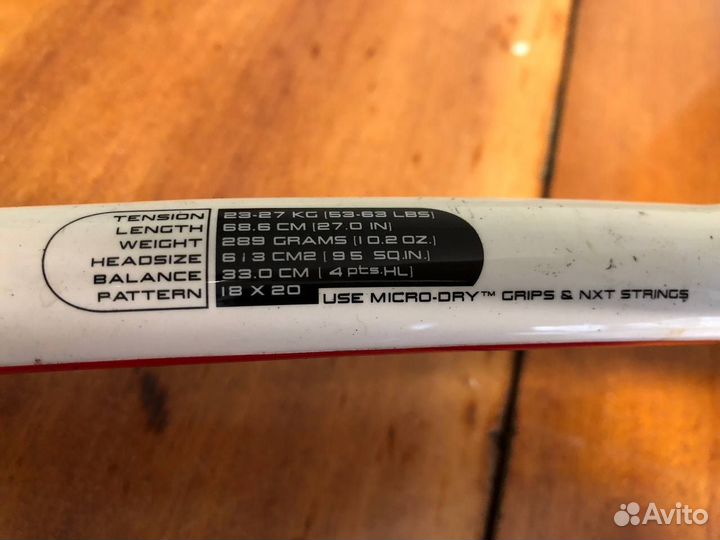 TENSION 23-27 KG [53-63 LBS]
LENGTH 68.6 CM [27.0 IN]
WEIGHT 289 GRAMS [10.2 OZ.]
HEADSIZE 613 CM2 [95 SQ.IN.]
BALANCE 33.0 CM [4 pts.HL]
PATTERN 18 X 20
USE MICRO-DRY™ GRIPS & NXT STRINGS
Avito